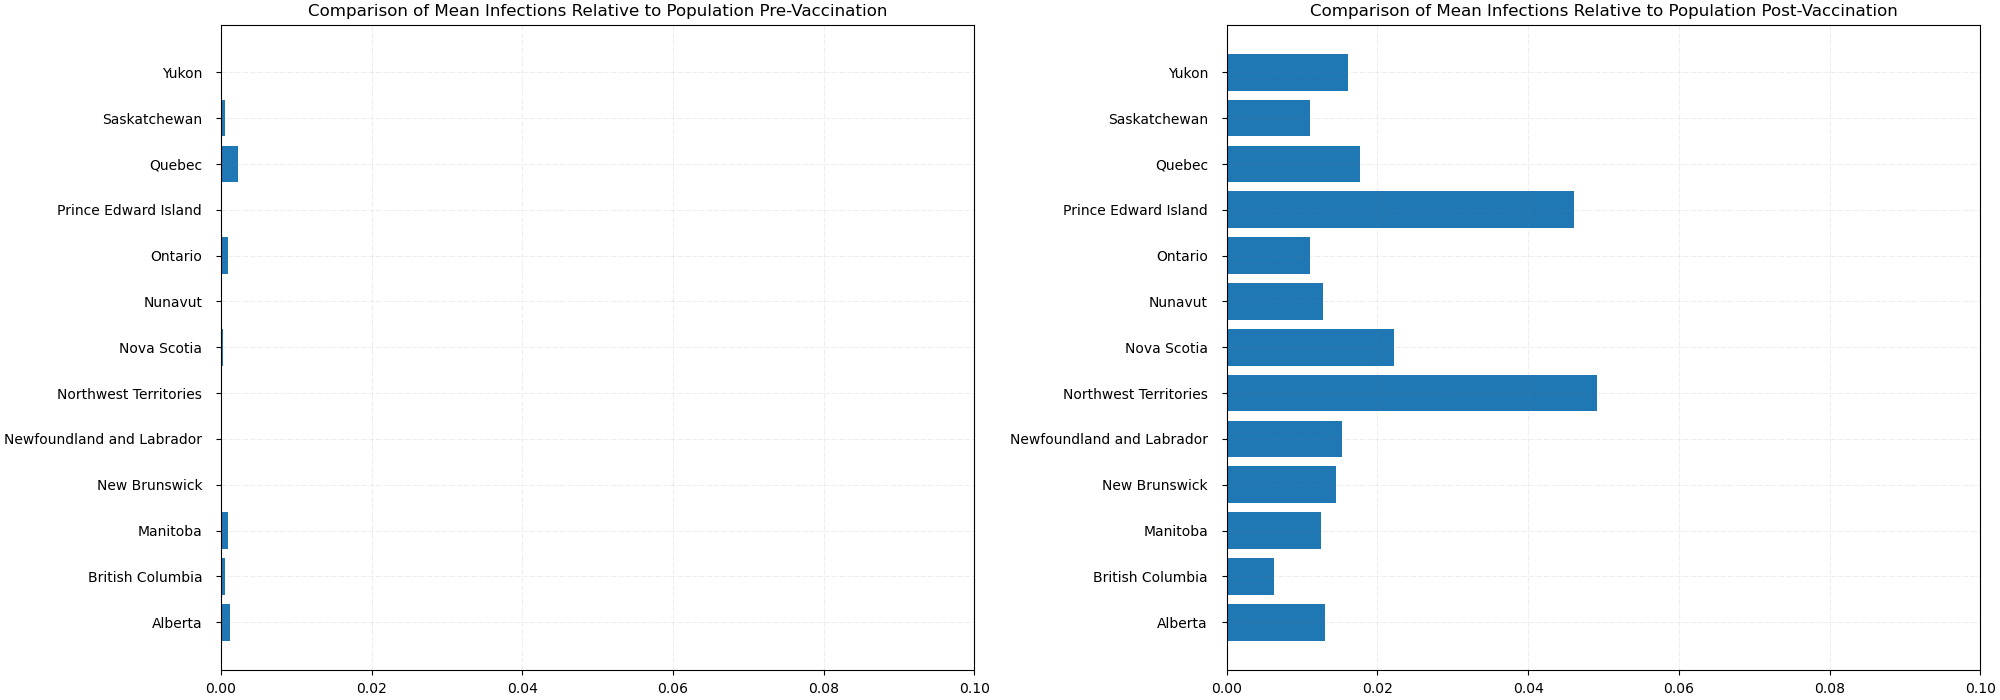 Comparison of Mean Infections Relative to Population Pre-Vaccination
Yukon
Saskatchewan
Quebec
Prince Edward Island
Ontario
Nunavut
Nova Scotia
Northwest Territories
Newfoundland and Labrador
New Brunswick
Manitoba
British Columbia
Alberta
0.00 0.02 0.04 0.06 0.08 0.10
Comparison of Mean Infections Relative to Population Post-Vaccination
Yukon
Saskatchewan
Quebec
Prince Edward Island
Ontario
Nunavut
Nova Scotia
Northwest Territories
Newfoundland and Labrador
New Brunswick
Manitoba
British Columbia
Alberta
0.00 0.02 0.04 0.06 0.08 0.10